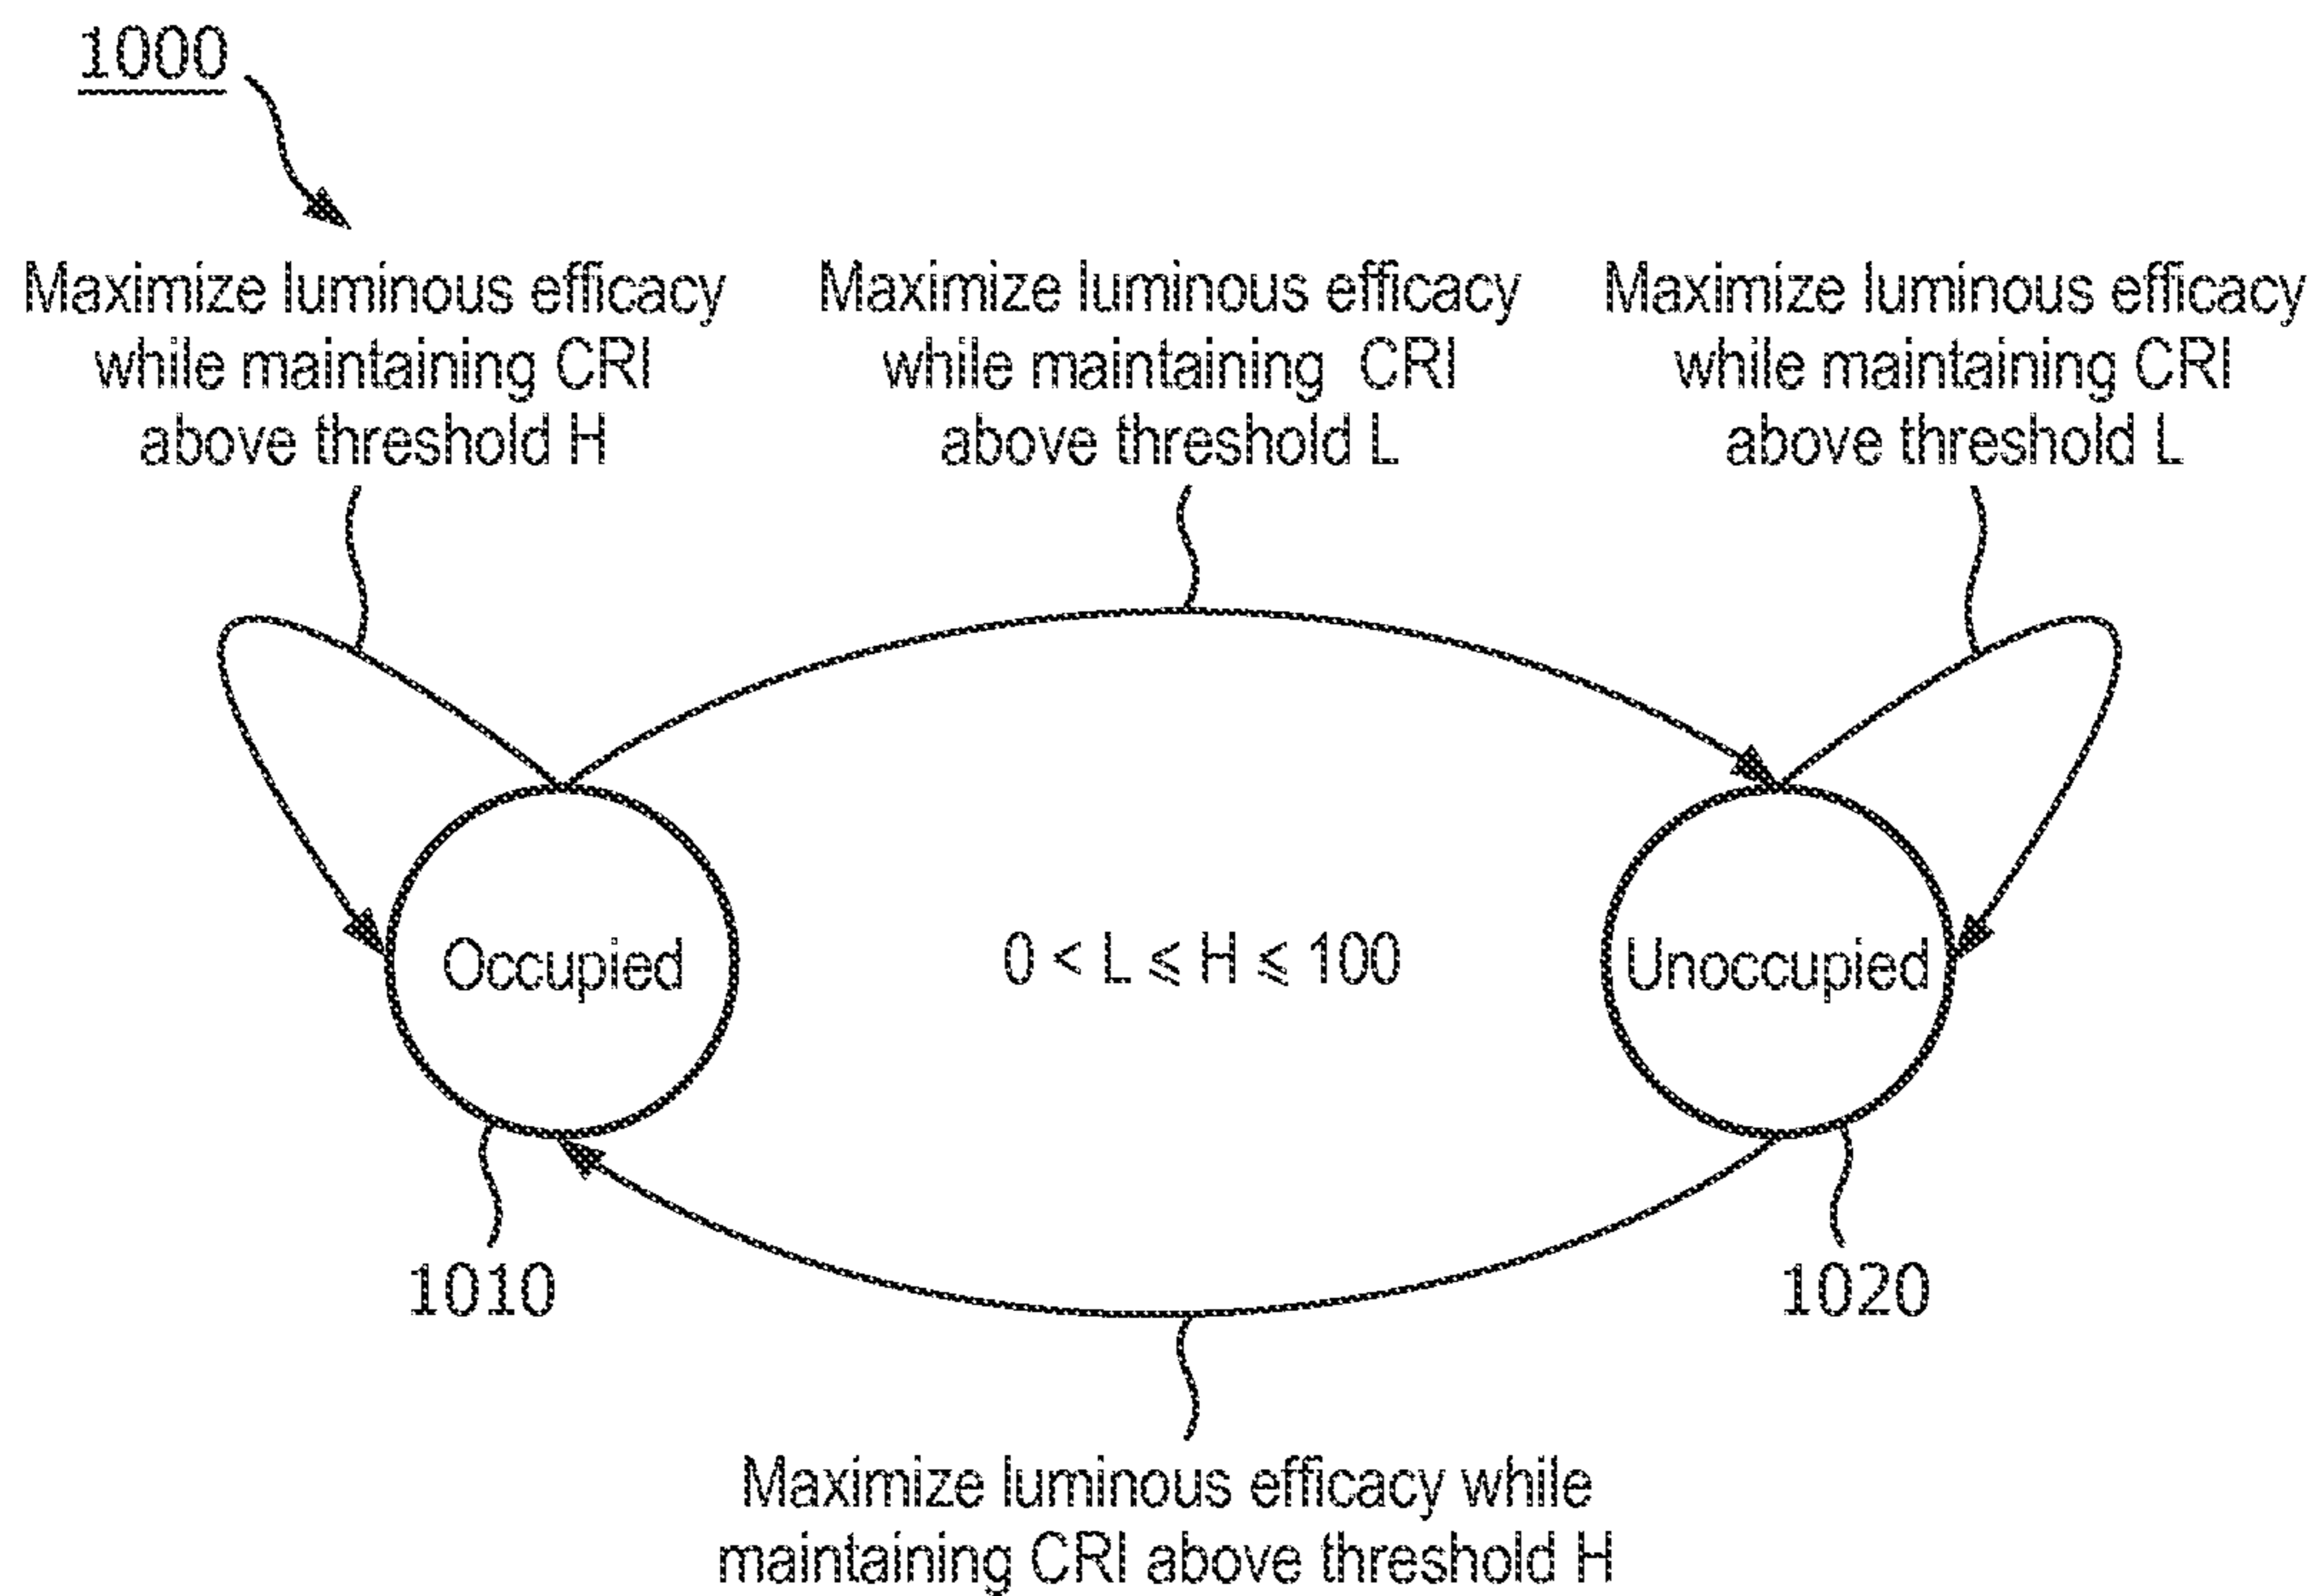 1000
Maximize luminous efficacy
while maintaining CRI
above threshold H
Maximize luminous efficacy
while maintaining CRI
above threshold L
Maximize luminous efficacy
while maintaining CRI
above threshold L
Occupied
0 < L ⩽ H ⩽ 100
Unoccupied
1010
1020
Maximize luminous efficacy while
maintaining CRI above threshold H